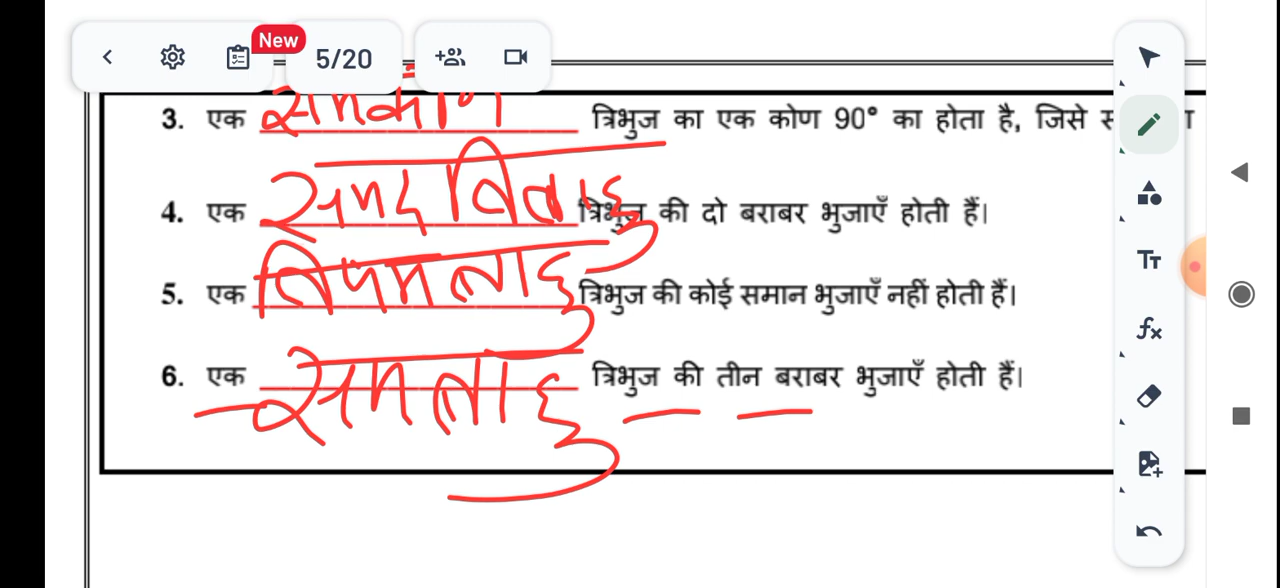 New
5/20
3. एक समकोण त्रिभुज का एक कोण 90° का होता है, जिसे
4. एक समद्विबाहु त्रिभुज की दो बराबर भुजाएँ होती हैं।
5. एक विषमबाहु त्रिभुज की कोई समान भुजाएँ नहीं होती हैं।
6. एक समबाहु त्रिभुज की तीन बराबर भुजाएँ होती हैं।